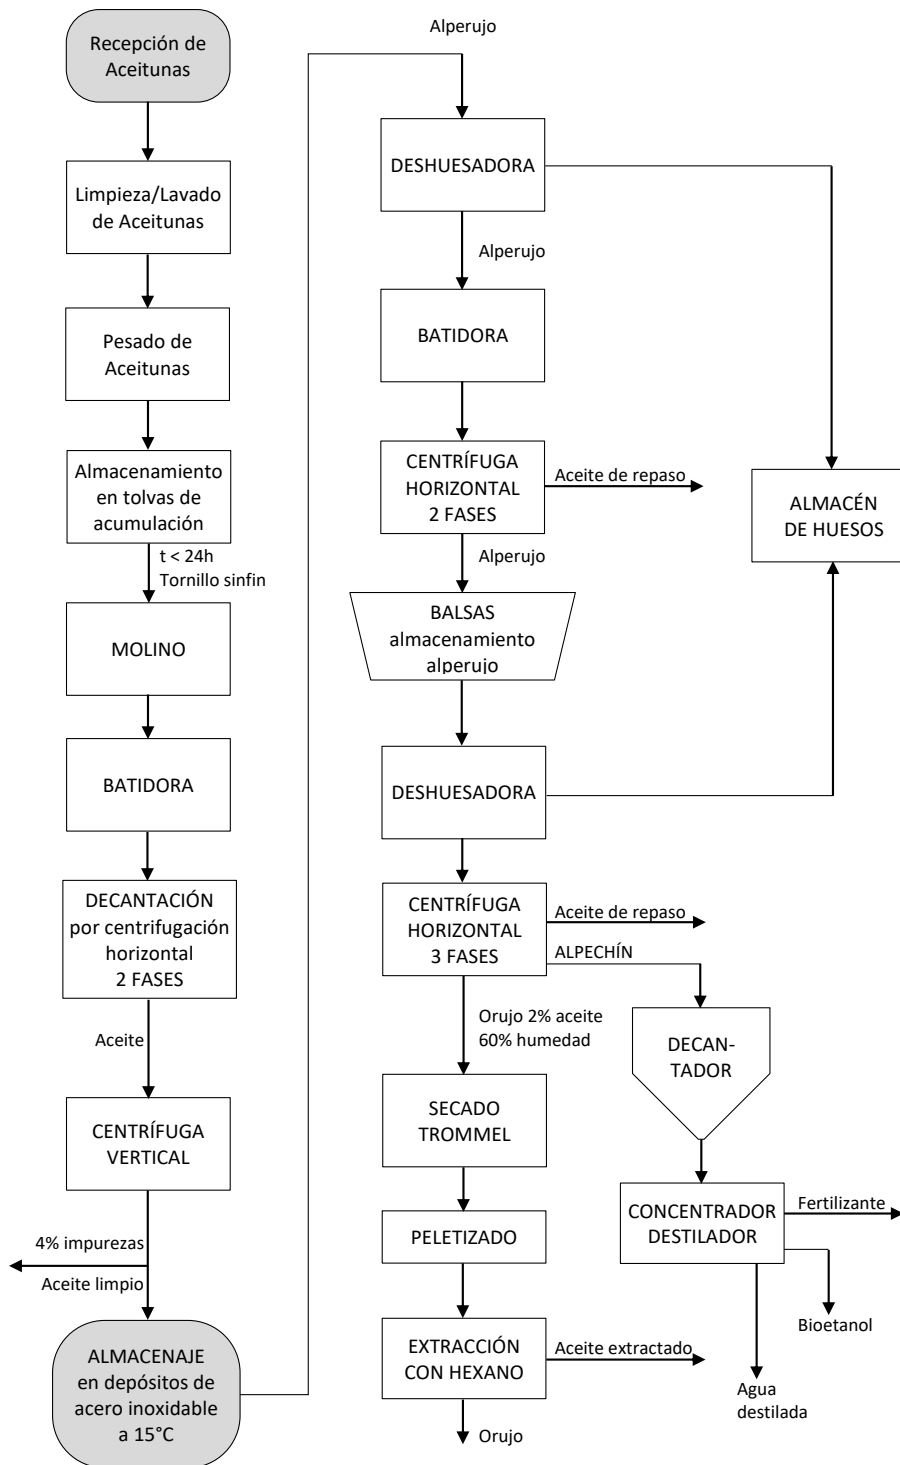 Recepción de
Aceitunas
Limpieza/Lavado
de Aceitunas
Pesado de
Aceitunas
Almacenamiento
en tolvas de
acumulación
t < 24h
Tornillo sinfin
MOLINO
BATIDORA
DECANTACIÓN
por centrifugación
horizontal
2 FASES
Aceite
CENTRÍFUGA
VERTICAL
4% impurezas
Aceite limpio
ALMACENAJE
en depósitos de
acero inoxidable
a 15°C
Alperujo
DESHUESADORA
Alperujo
BATIDORA
CENTRÍFUGA
HORIZONTAL
2 FASES
Aceite de repaso
Alperujo
BALSAS
almacenamiento
alperujo
DESHUESADORA
ALMACÉN
DE HUESOS
CENTRÍFUGA
HORIZONTAL
3 FASES
Aceite de repaso
ALPECHÍN
Orujo 2% aceite
60% humedad
SECADO
TROMMEL
PELETIZADO
EXTRACCIÓN
CON HEXANO
Aceite extractado
Orujo
DECAN-
TADOR
CONCENTRADOR
DESTILADOR
Fertilizante
Bioetanol
Agua
destilada